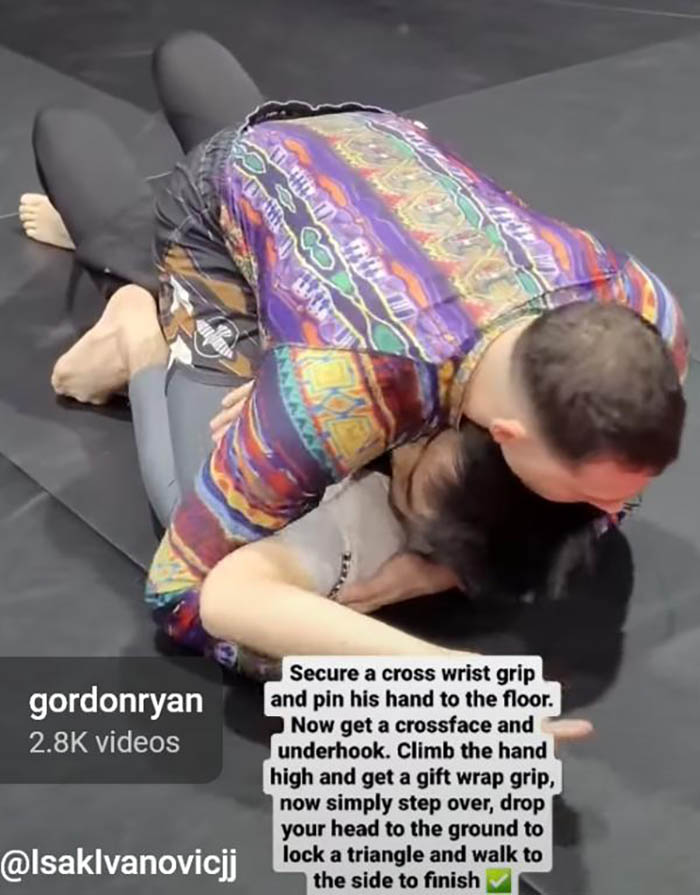 gordonryan
2.8K videos
Secure a cross wrist grip
and pin his hand to the floor.
Now get a crossface and
underhook. Climb the hand
high and get a gift wrap grip,
now simply step over, drop
your head to the ground to
lock a triangle and walk to
the side to finish ✅
@IsakIvanovicjj